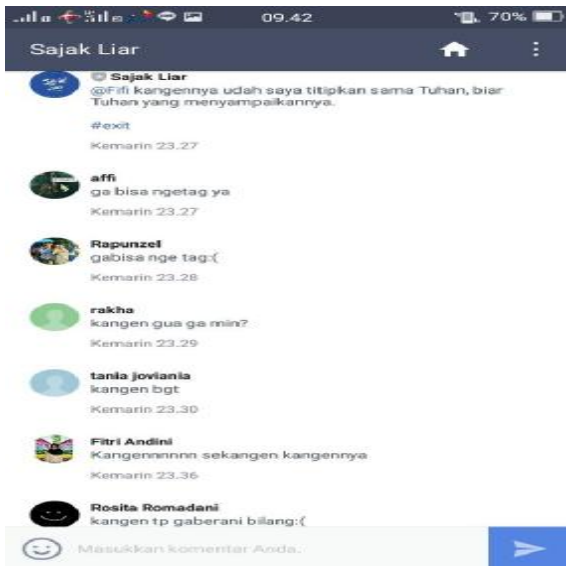 09.42
70%
Sajak Liar
Sajak Liar
@Fifi kangennya udah saya titipkan sama Tuhan, biar
Tuhan yang menyampaikannya.
#exit
Kemarin 23.27
affi
ga bisa ngetag ya
Kemarin 23.27
Rapunzel
gabisa nge tag:(
Kemarin 23.28
rakha
kangen gua ga min?
Kemarin 23.29
tania joviania
kangen bgt
Kemarin 23.30
Fitri Andini
Kangennnnnn sekangen kangennya
Kemarin 23.36
Rosita Romadani
kangen tp gaberani bilang:(
Masukkan komentar Anda.